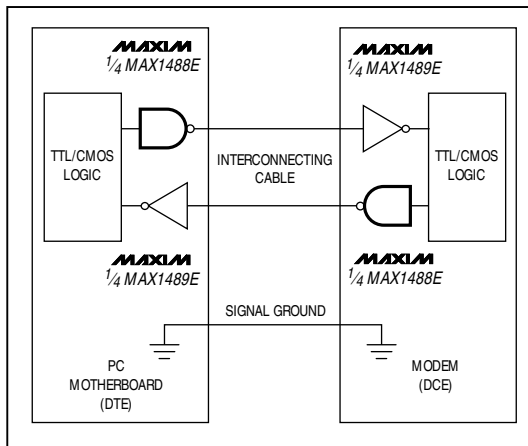 MAXIM
1/4 MAX1488E
MAXIM
1/4 MAX1489E
TTL/CMOS
LOGIC
INTERCONNECTING
CABLE
TTL/CMOS
LOGIC
MAXIM
1/4 MAX1489E
MAXIM
1/4 MAX1488E
SIGNAL GROUND
PC
MOTHERBOARD
(DTE)
MODEM
(DCE)